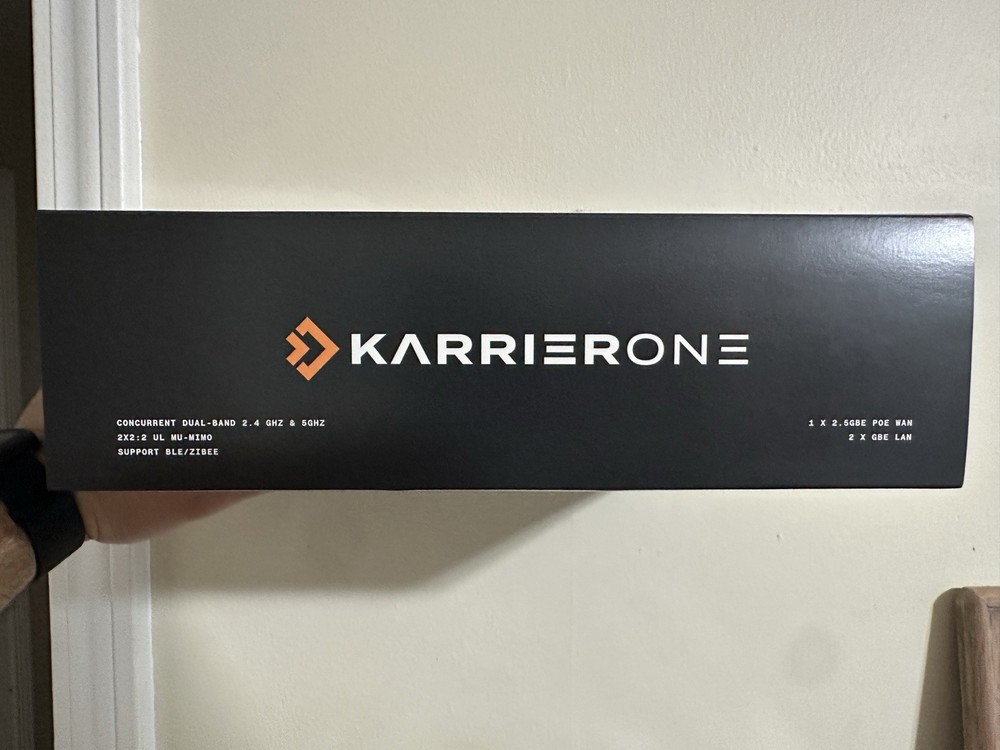 KARRIERONE
CONCURRENT DUAL-BAND 2.4 GHZ & 5GHZ
2X2:2 UL MU-MIMO
SUPPORT BLE/ZIBEE
1 X 2.5GBE POE WAN
2 X GBE LAN